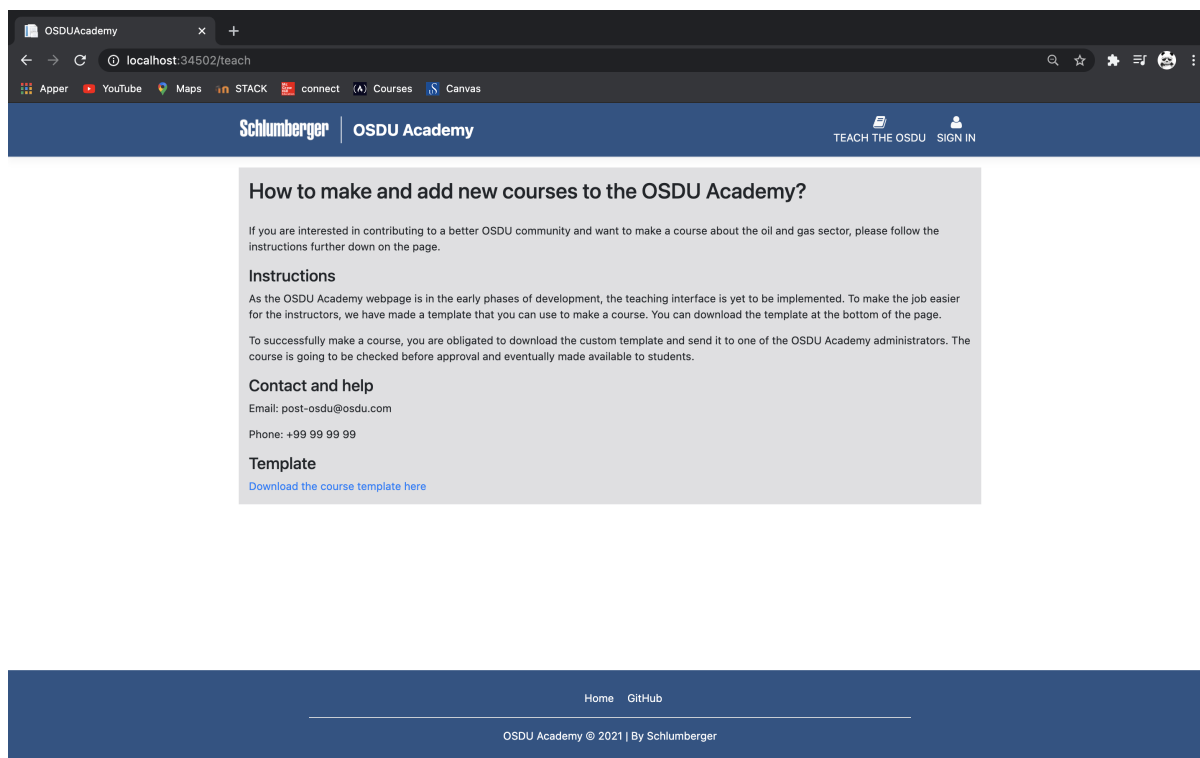 OSDUAcademy
localhost:34502/teach
Apper YouTube Maps STACK connect Courses Canvas
Schlumberger OSDU Academy
TEACH THE OSDU SIGN IN
How to make and add new courses to the OSDU Academy?
If you are interested in contributing to a better OSDU community and want to make a course about the oil and gas sector, please follow the
instructions further down on the page.
Instructions
As the OSDU Academy webpage is in the early phases of development, the teaching interface is yet to be implemented. To make the job easier
for the instructors, we have made a template that you can use to make a course. You can download the template at the bottom of the page.
To successfully make a course, you are obligated to download the custom template and send it to one of the OSDU Academy administrators. The
course is going to be checked before approval and eventually made available to students.
Contact and help
Email: post-osdu@osdu.com
Phone: +99 99 99 99
Template
Download the course template here
Home GitHub
OSDU Academy © 2021 | By Schlumberger